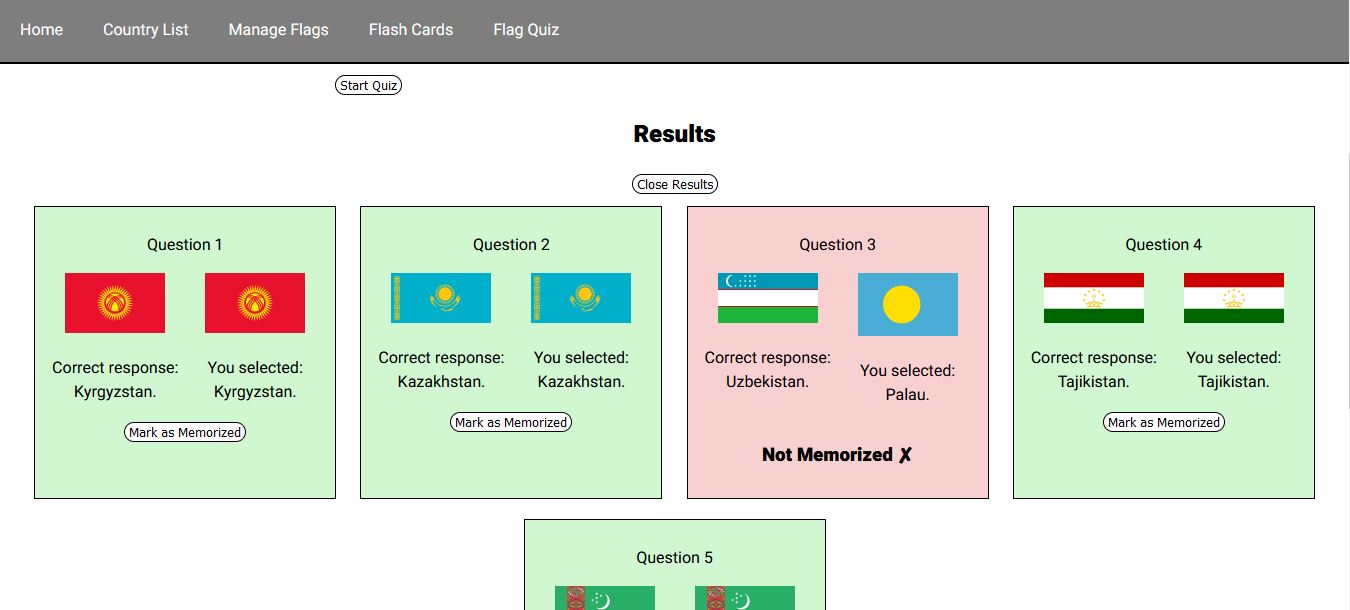 Home Country List Manage Flags Flash Cards Flag Quiz
Start Quiz
Results
Close Results
Question 1
Correct response:
Kyrgyzstan.
You selected:
Kyrgyzstan.
Mark as Memorized
Question 2
Correct response:
Kazakhstan.
You selected:
Kazakhstan.
Mark as Memorized
Question 3
Correct response:
Uzbekistan.
You selected:
Palau.
Not Memorized ✘
Question 4
Correct response:
Tajikistan.
You selected:
Tajikistan.
Mark as Memorized
Question 5